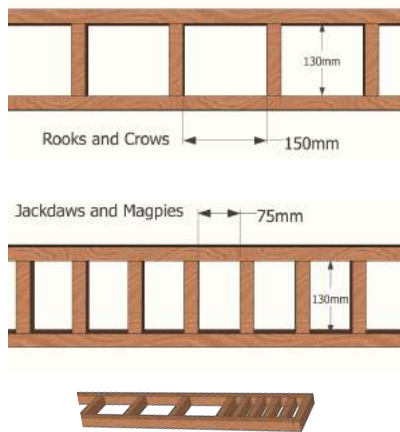 130mm
Rooks and Crows
150mm
Jackdaws and Magpies
75mm
130mm